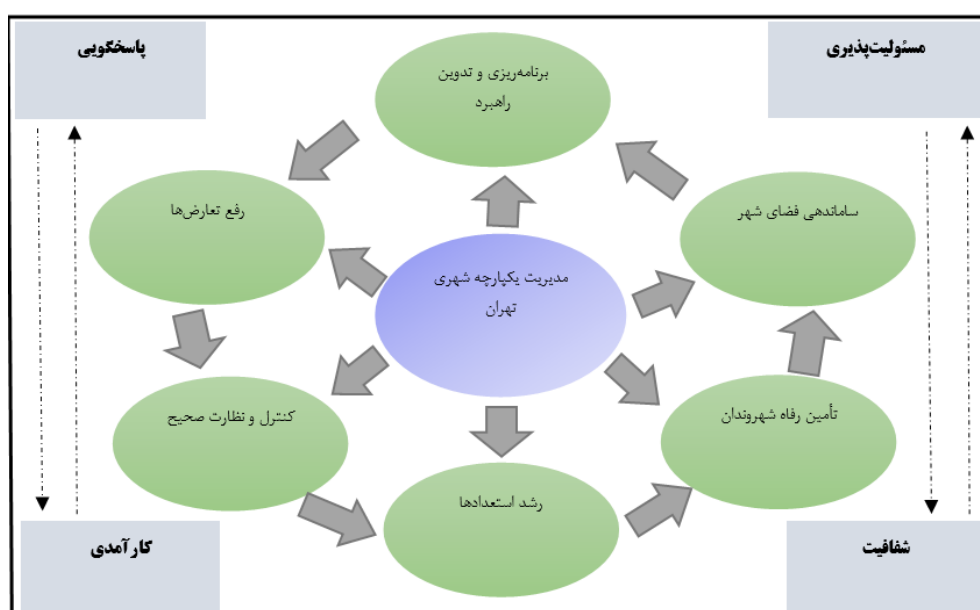 مسئولیت‌پذیری
پاسخگویی
برنامه‌ریزی و تدوین
راهبرد
ساماندهی فضای شهر
رفع تعارض‌ها
مدیریت یکپارچه شهری
تهران
تأمین رفاه شهروندان
کنترل و نظارت صحیح
رشد استعدادها
شفافیت
کارآمدی